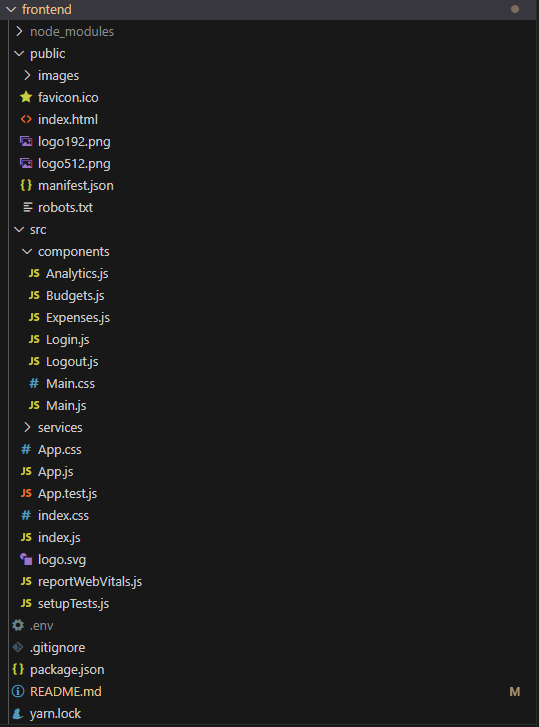 frontend
node_modules
public
images
favicon.ico
index.html
logo192.png
logo512.png
manifest.json
robots.txt
src
components
JS Analytics.js
JS Budgets.js
JS Expenses.js
JS Login.js
JS Logout.js
# Main.css
JS Main.js
services
# App.css
JS App.js
JS App.test.js
# index.css
JS index.js
logo.svg
JS reportWebVitals.js
JS setupTests.js
.env
.gitignore
{} package.json
README.md M
yarn.lock